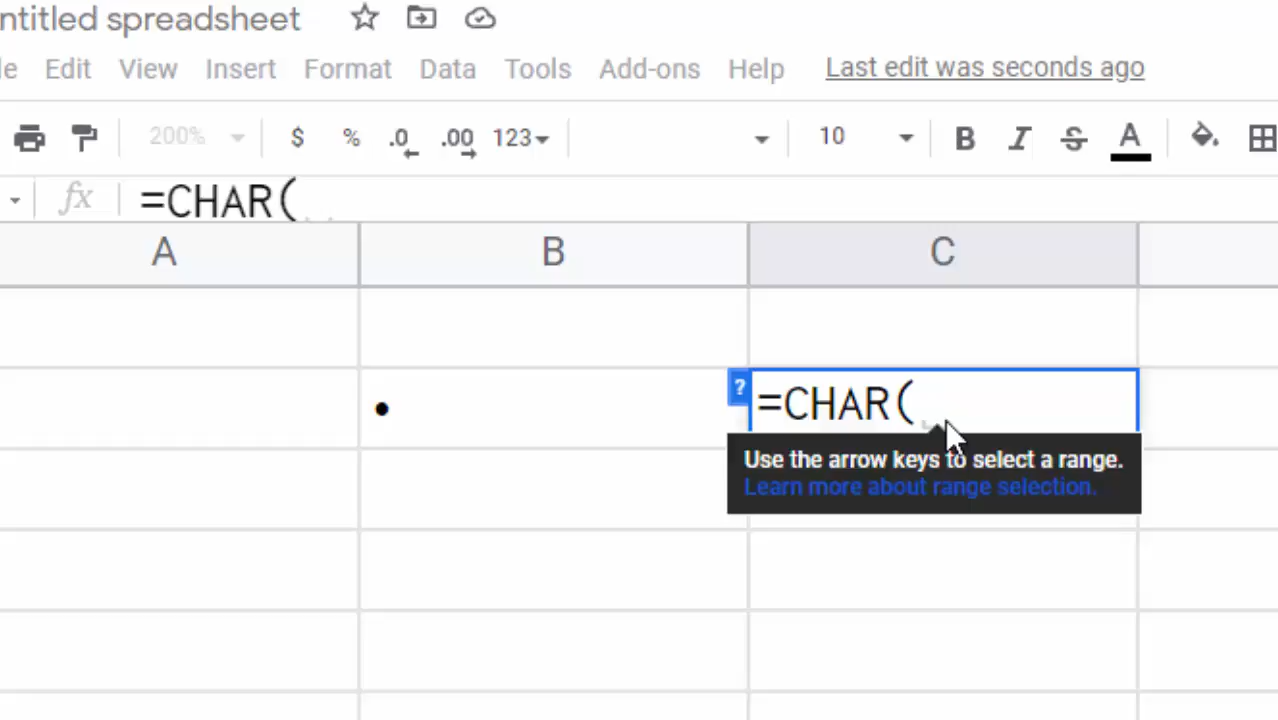 ntitled spreadsheet
le Edit View Insert Format Data Tools Add-ons Help Last edit was seconds ago
200% $ % .0 .00 123 10 B I S A
fx =CHAR(
A B C
• ? =CHAR(
Use the arrow keys to select a range.
Learn more about range selection.